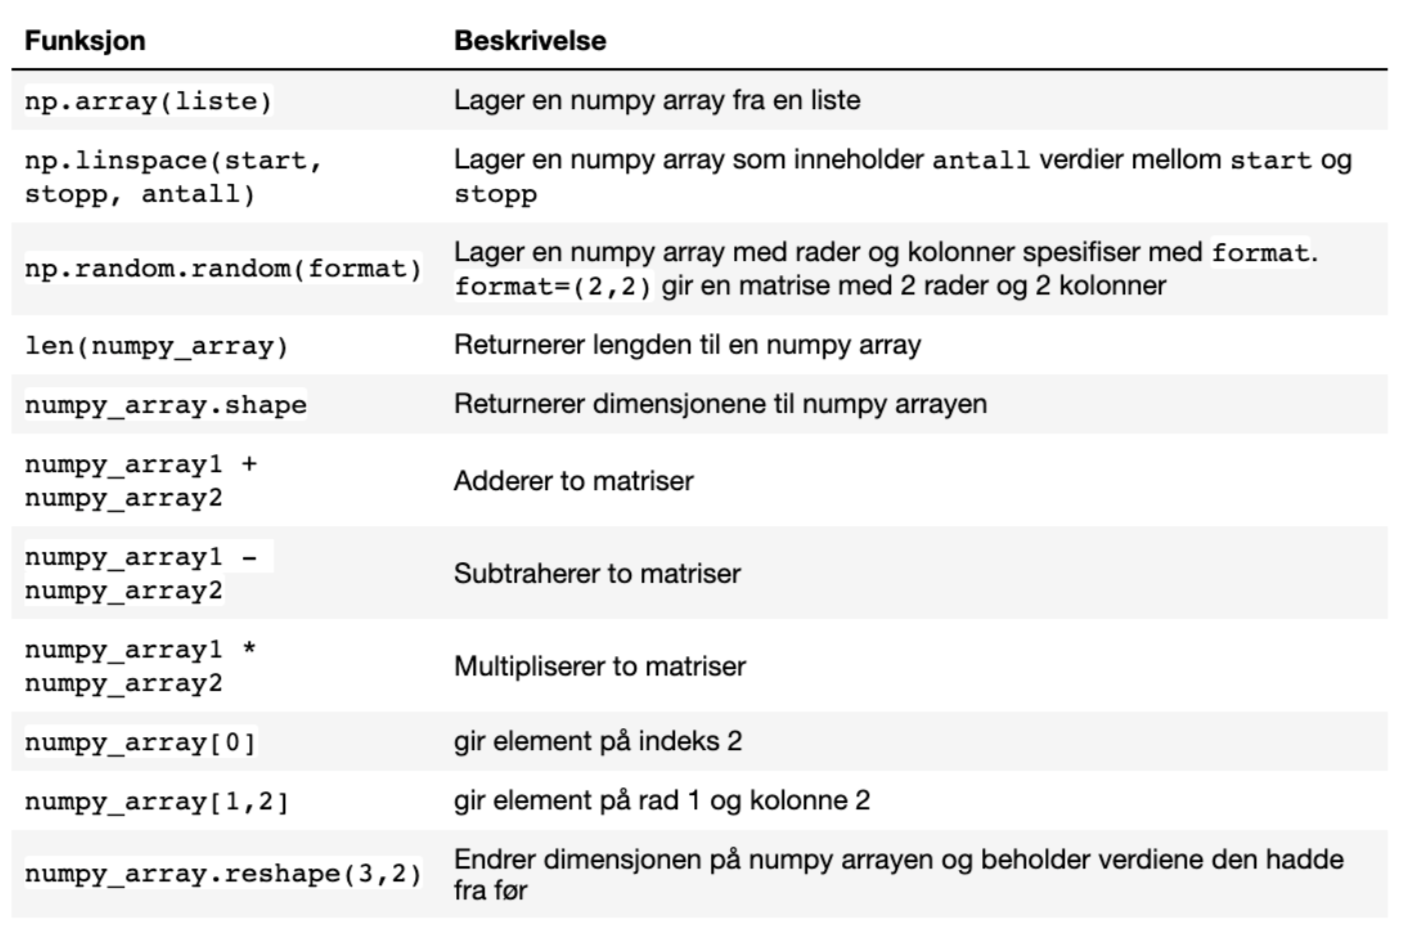 Funksjon Beskrivelse
np.array(liste) Lager en numpy array fra en liste
np.linspace(start, Lager en numpy array som inneholder antall verdier mellom start og
stopp, antall) stopp
np.random.random(format) Lager en numpy array med rader og kolonner spesifiser med format.
format=(2,2) gir en matrise med 2 rader og 2 kolonner
len(numpy_array) Returnerer lengden til en numpy array
numpy_array.shape Returnerer dimensjonene til numpy arrayen
numpy_array1 +
numpy_array2 Adderer to matriser
numpy_array1 -
numpy_array2 Subtraherer to matriser
numpy_array1 *
numpy_array2 Multipliserer to matriser
numpy_array[0] gir element på indeks 2
numpy_array[1,2] gir element på rad 1 og kolonne 2
numpy_array.reshape(3,2) Endrer dimensjonen på numpy arrayen og beholder verdiene den hadde
fra før